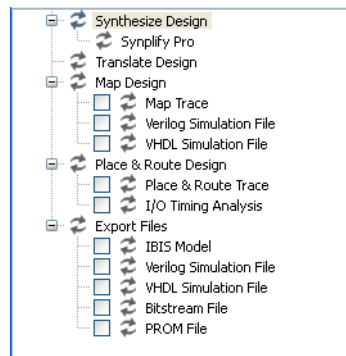 Synthesize Design
Synplify Pro
Translate Design
Map Design
Map Trace
Verilog Simulation File
VHDL Simulation File
Place & Route Design
Place & Route Trace
I/O Timing Analysis
Export Files
IBIS Model
Verilog Simulation File
VHDL Simulation File
Bitstream File
PROM File